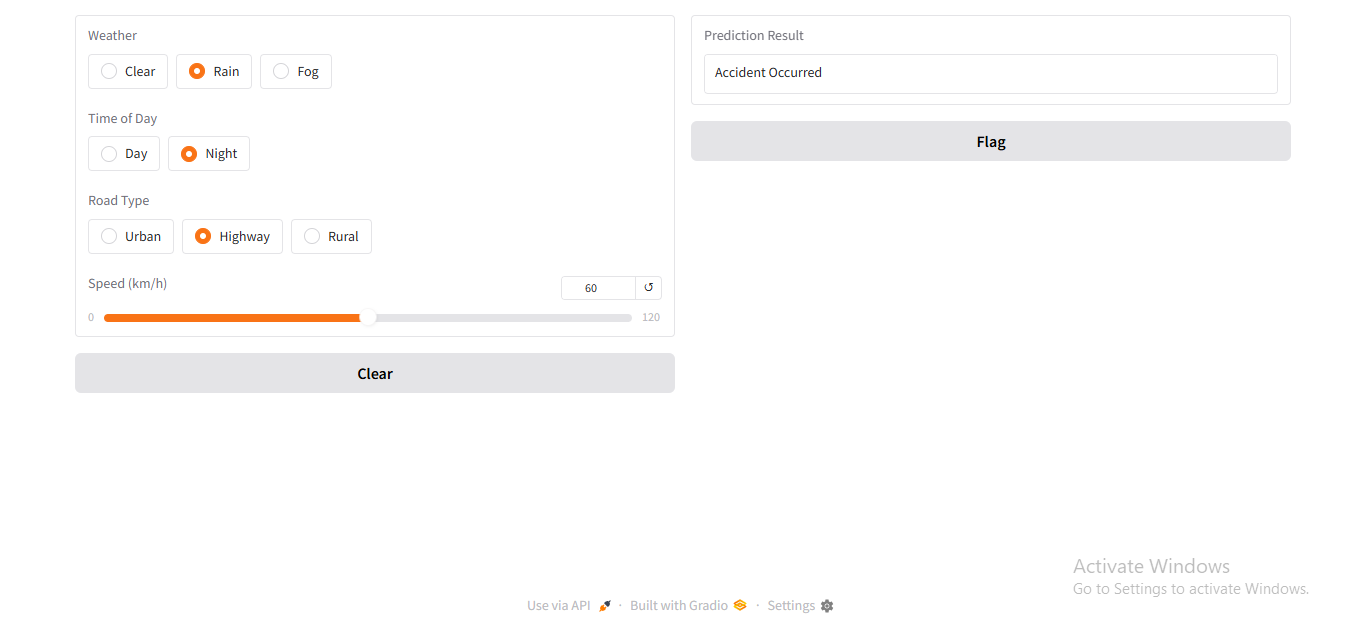 Weather
Clear Rain Fog
Time of Day
Day Night
Road Type
Urban Highway Rural
Speed (km/h)
60 ↺
0 120
Clear
Prediction Result
Accident Occurred
Flag
Activate Windows
Go to Settings to activate Windows.
Use via API · Built with Gradio · Settings